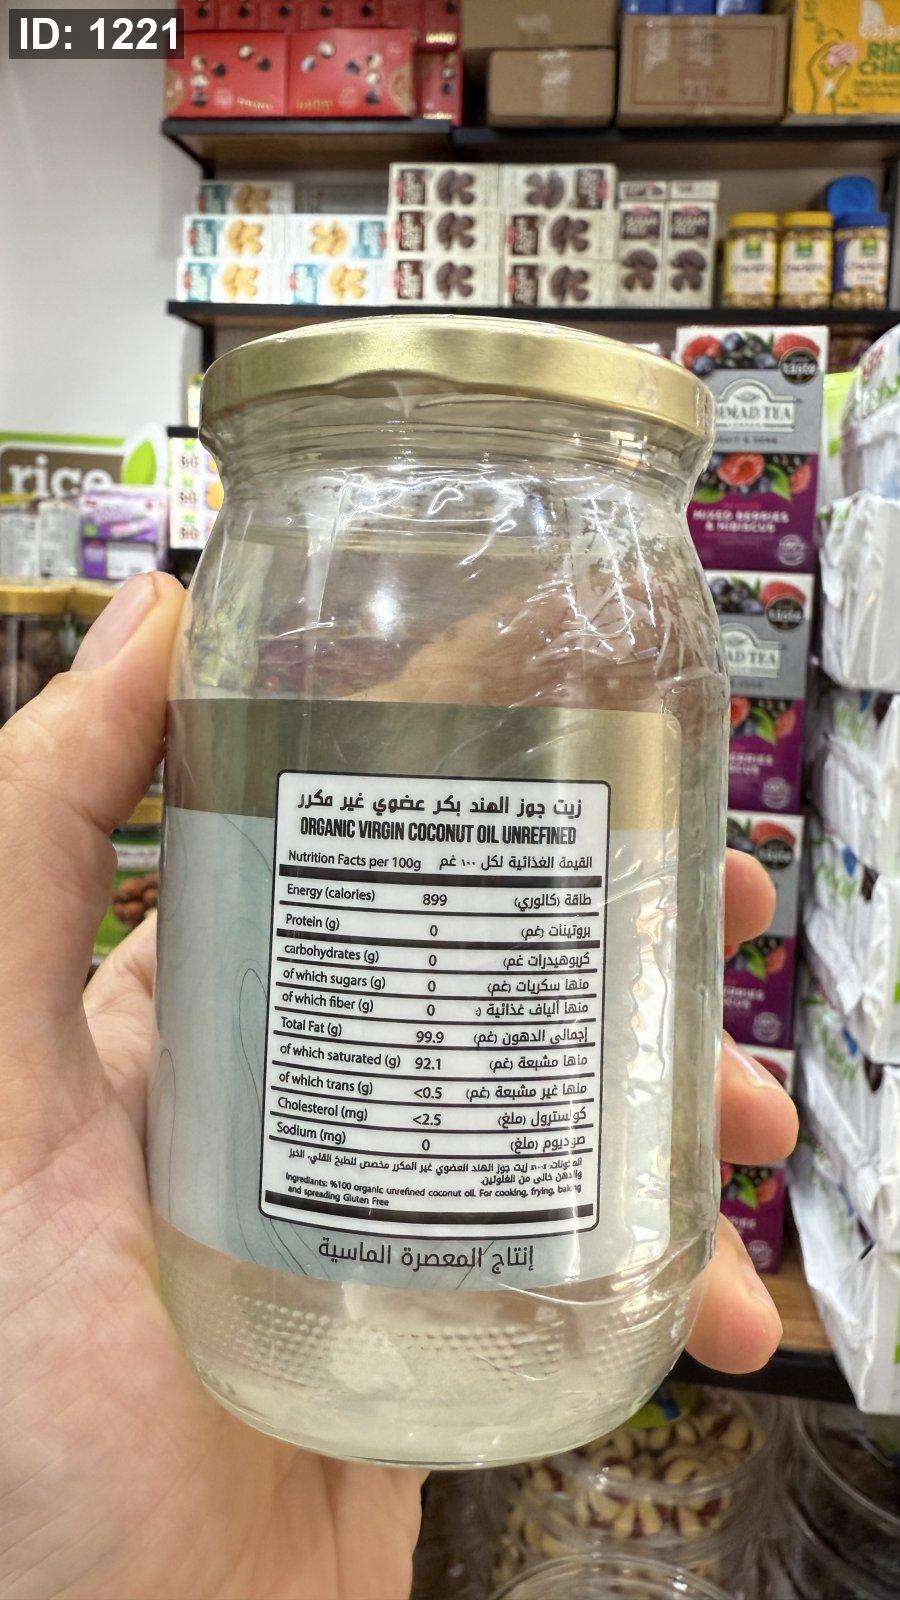 ID: 1221
rice
AHMAD TEA
MIXED BERRIES
& HIBISCUS
زيت جوز الهند بكر عضوي غير مكرر
ORGANIC VIRGIN COCONUT OIL UNREFINED
Nutrition Facts per 100g القيمة الغذائية لكل ١٠٠ غم
Energy (calories) 899 طاقة (كالوري)
Protein (g) 0 بروتينات (غم)
carbohydrates (g) 0 كربوهيدرات غم)
of which sugars (g) 0 منها سكريات (غم)
of which fiber (g) 0 منها ألياف غذائية
Total Fat (g) 99.9 إجمالي الدهون (غم)
of which saturated (g) 92.1 منها مشبعة (غم)
of which trans (g) <0.5 منها غير مشبعة (غم)
Cholesterol (mg) <2.5 كولسترول (ملغ)
Sodium (mg) 0 صوديوم (ملغ)
المكونات: ١٠٠٪ زيت جوز الهند العضوي غير المكرر مخصص للطبخ القلي، الخبز
والدهن خالي من الغلوتين.
Ingrediants: %100 organic unrefined coconut oil. For cooking, frying, baking
and spreading Gluten Free
إنتاج المعصرة الماسية